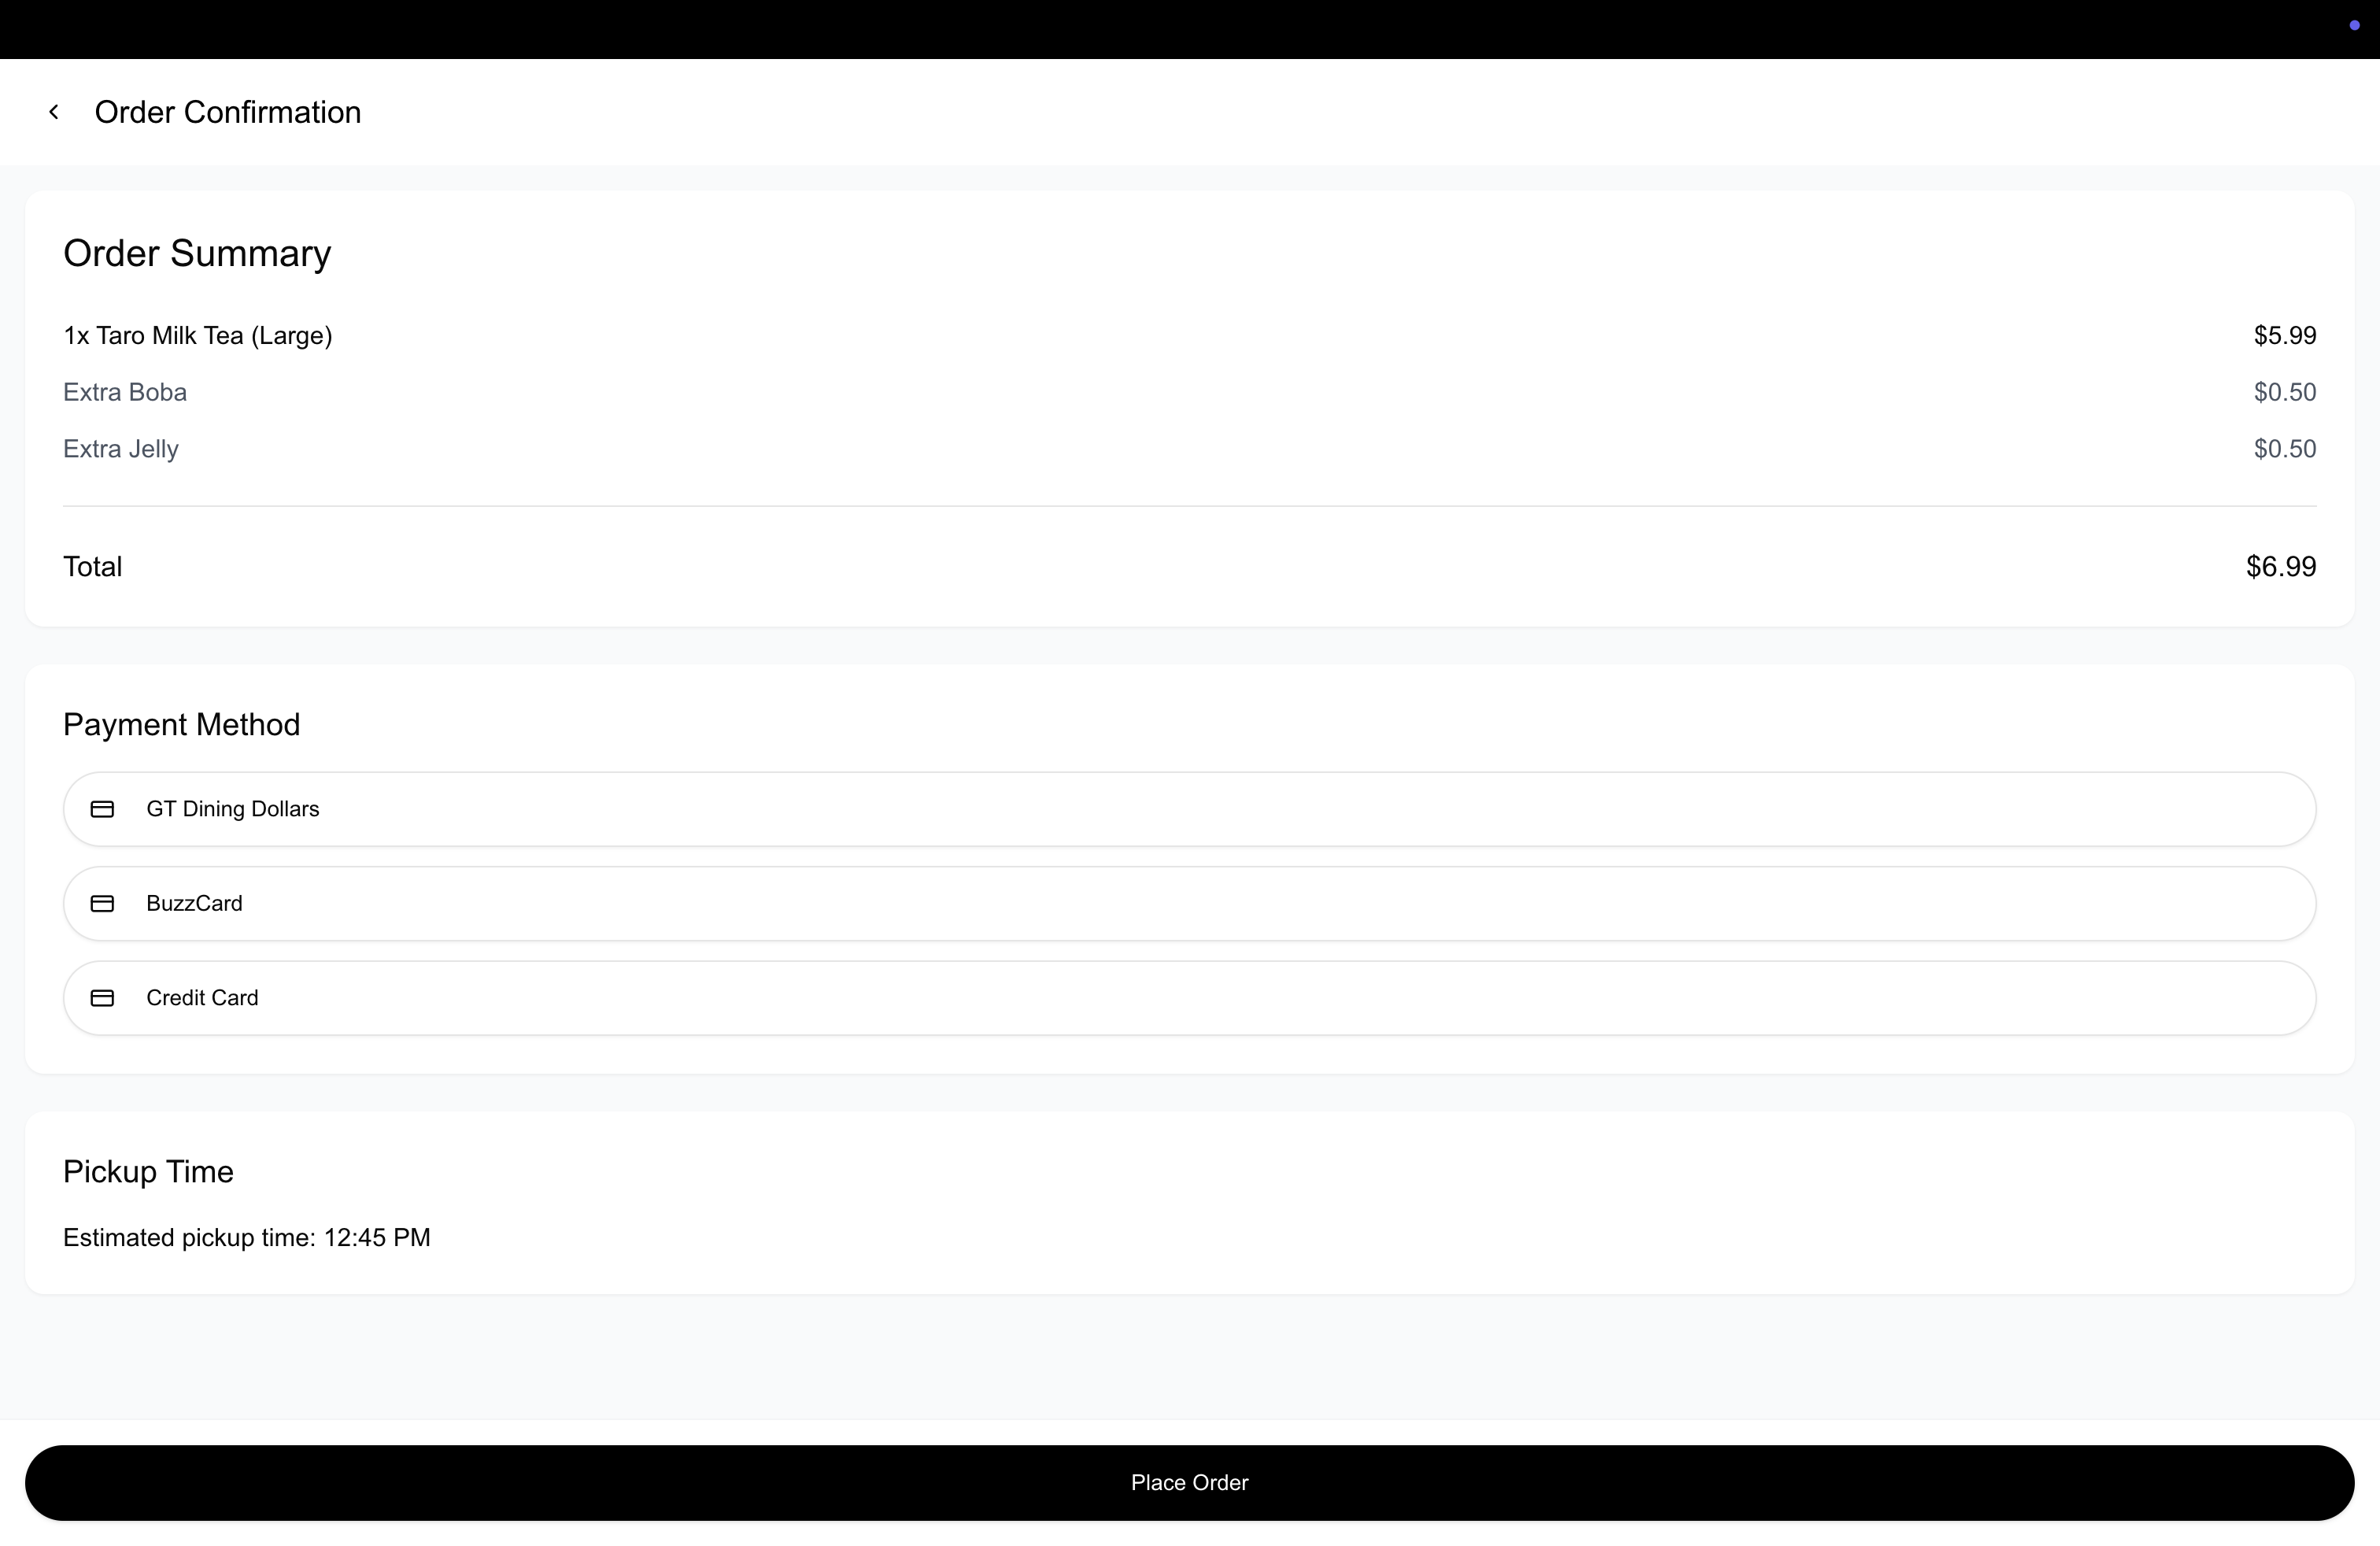 Order Confirmation
Order Summary
1x Taro Milk Tea (Large) $5.99
Extra Boba $0.50
Extra Jelly $0.50
Total $6.99
Payment Method
GT Dining Dollars
BuzzCard
Credit Card
Pickup Time
Estimated pickup time: 12:45 PM
Place Order